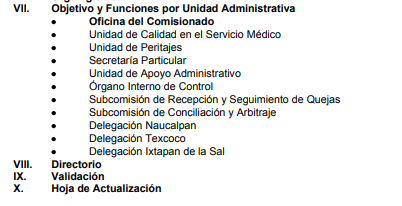 VII. Objetivo y Funciones por Unidad Administrativa
• Oficina del Comisionado
• Unidad de Calidad en el Servicio Médico
• Unidad de Peritajes
• Secretaría Particular
• Unidad de Apoyo Administrativo
• Órgano Interno de Control
• Subcomisión de Recepción y Seguimiento de Quejas
• Subcomisión de Conciliación y Arbitraje
• Delegación Naucalpan
• Delegación Texcoco
• Delegación Ixtapan de la Sal
VIII. Directorio
IX. Validación
X. Hoja de Actualización